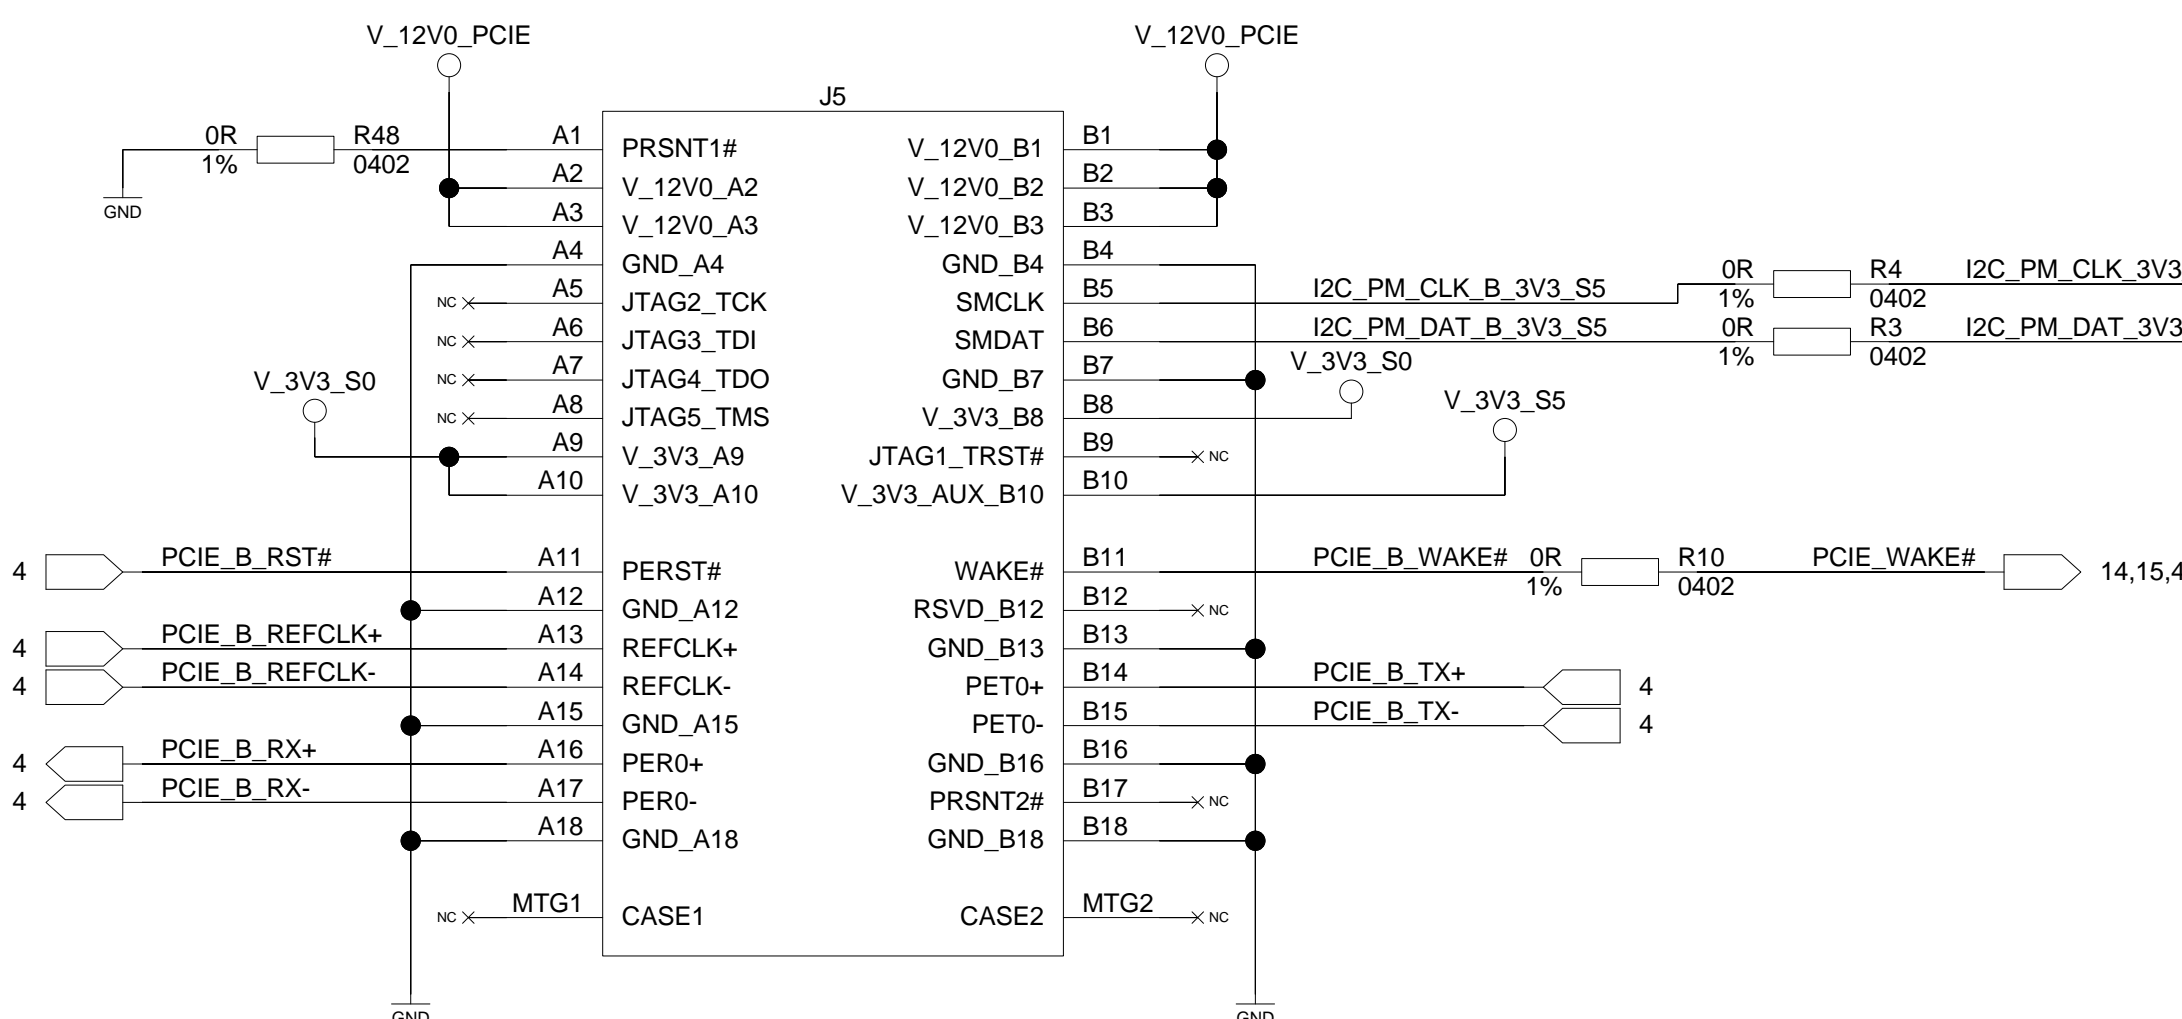 V_12V0_PCIE V_12V0_PCIE
J5
0R R48 A1 PRSNT1# V_12V0_B1 B1
1% 0402
GND
A2 V_12V0_A2 V_12V0_B2 B2
A3 V_12V0_A3 V_12V0_B3 B3
A4 GND_A4 GND_B4 B4
NC A5 JTAG2_TCK SMCLK B5 I2C_PM_CLK_B_3V3_S5 0R R4 I2C_PM_CLK_3V3
1% 0402
NC A6 JTAG3_TDI SMDAT B6 I2C_PM_DAT_B_3V3_S5 0R R3 I2C_PM_DAT_3V3
1% 0402
NC A7 JTAG4_TDO GND_B7 B7
V_3V3_S0 V_3V3_S0
NC A8 JTAG5_TMS V_3V3_B8 B8 V_3V3_S5
A9 V_3V3_A9 JTAG1_TRST# B9 NC
A10 V_3V3_A10 V_3V3_AUX_B10 B10
4 PCIE_B_RST# A11 PERST# WAKE# B11 PCIE_B_WAKE# 0R R10 PCIE_WAKE# 14,15,4
1% 0402
A12 GND_A12 RSVD_B12 B12 NC
4 PCIE_B_REFCLK+ A13 REFCLK+ GND_B13 B13
4 PCIE_B_REFCLK- A14 REFCLK- PET0+ B14 PCIE_B_TX+ 4
A15 GND_A15 PET0- B15 PCIE_B_TX- 4
4 PCIE_B_RX+ A16 PER0+ GND_B16 B16
4 PCIE_B_RX- A17 PER0- PRSNT2# B17 NC
A18 GND_A18 GND_B18 B18
NC MTG1 CASE1 CASE2 MTG2 NC
GND GND